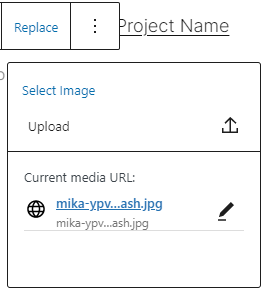 Replace
Project Name
Select Image
Upload
Current media URL:
mika-ypv...ash.jpg
mika-ypv...ash.jpg